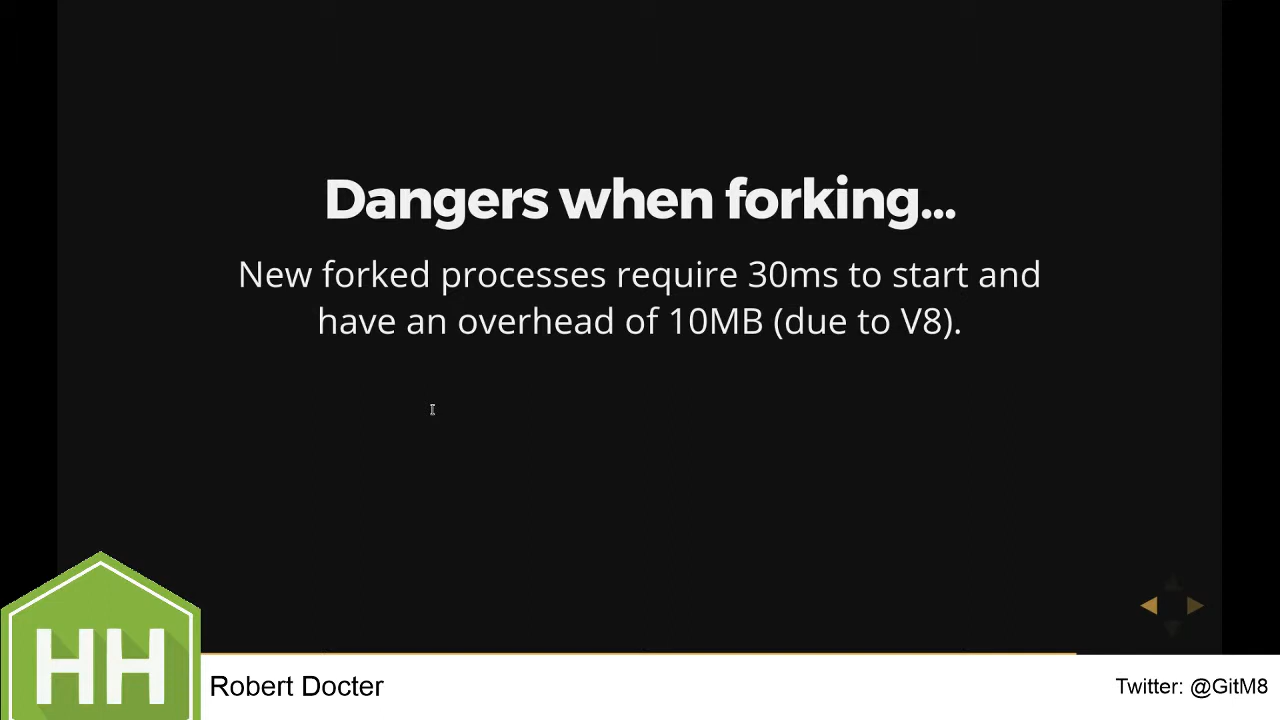 Dangers when forking...
New forked processes require 30ms to start and
have an overhead of 10MB (due to V8).
HH
Robert Docter
Twitter: @GitM8